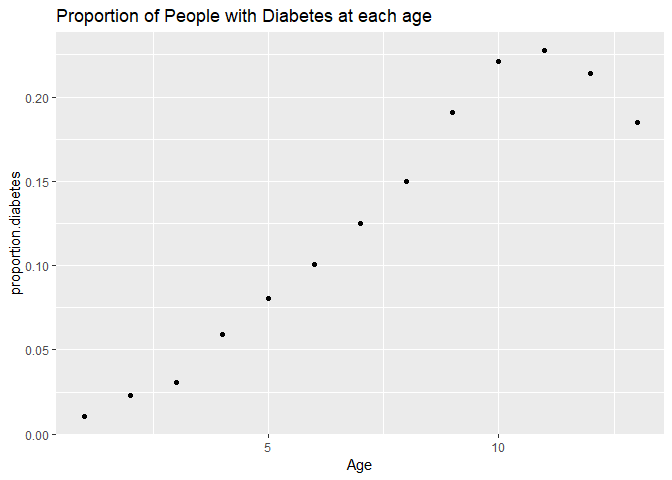 Proportion of People with Diabetes at each age
proportion.diabetes
0.20
0.15
0.10
0.05
0.00
5
10
Age